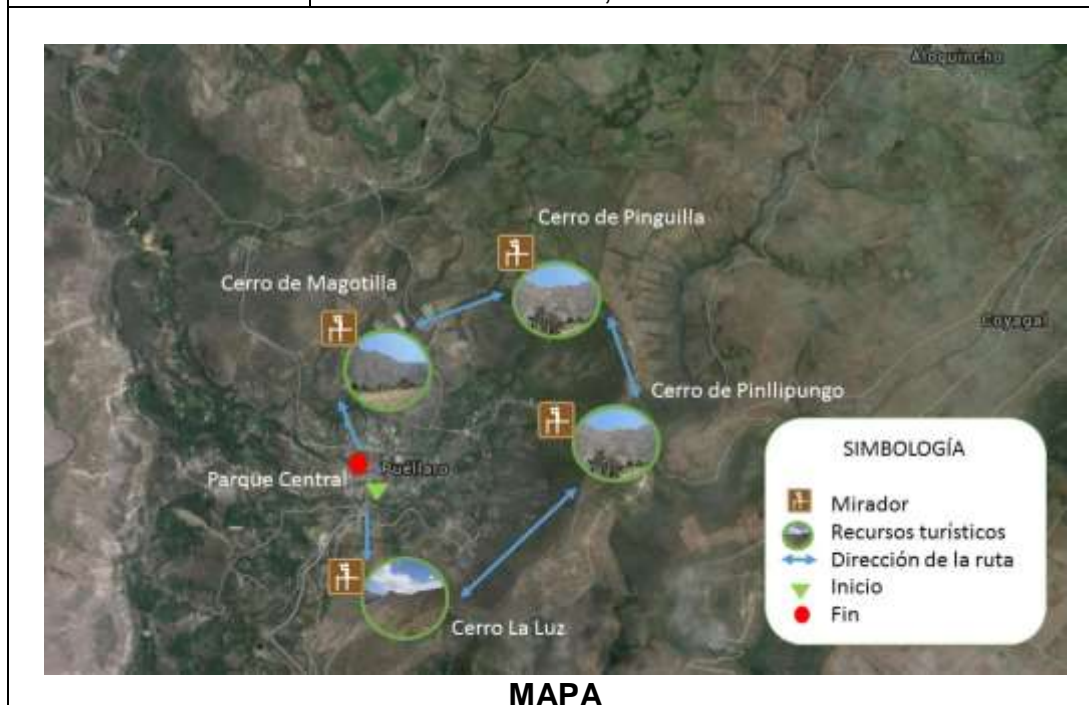 Aloquinchu
Cerro de Pinguilla
Cerro de Magotilla
Coyagal
Cerro de Pinllipungo
Parque Central
Puéllaro
Cerro La Luz
SIMBOLOGÍA
Mirador
Recursos turísticos
Dirección de la ruta
Inicio
Fin
MAPA